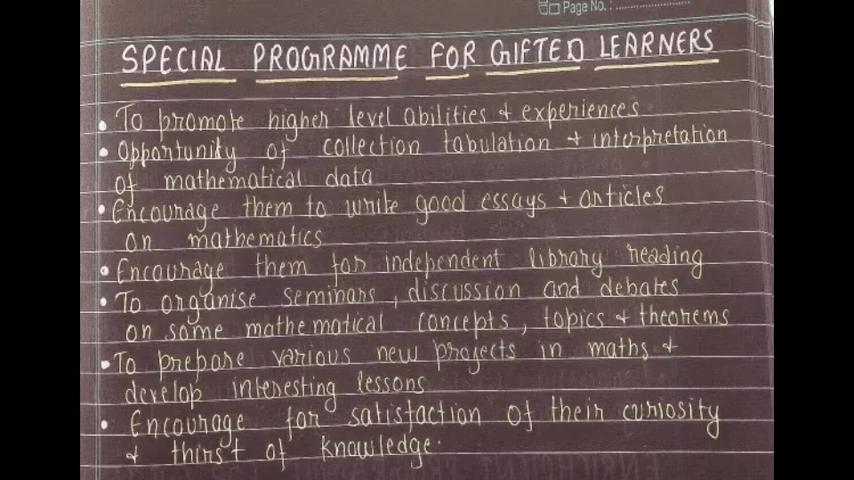 Page No. :
SPECIAL PROGRAMME FOR GIFTED LEARNERS
• To promote higher level abilities & experiences
• Opportunity of collection tabulation & interpretation
of mathematical data
• Encourage them to write good essays & articles
on mathematics
• Encourage them for independent library reading
• To organise seminars, discussion and debates
on some mathematical concepts, topics & theorems
• To prepare various new projects in maths &
develop interesting lessons
• Encourage for satisfaction of their curiosity
& thirst of knowledge.